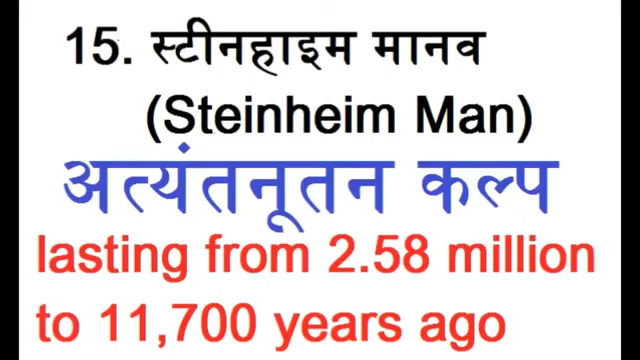 15. स्टीनहाइम मानव
(Steinheim Man)
अत्यंतनूतन कल्प
lasting from 2.58 million
to 11,700 years ago